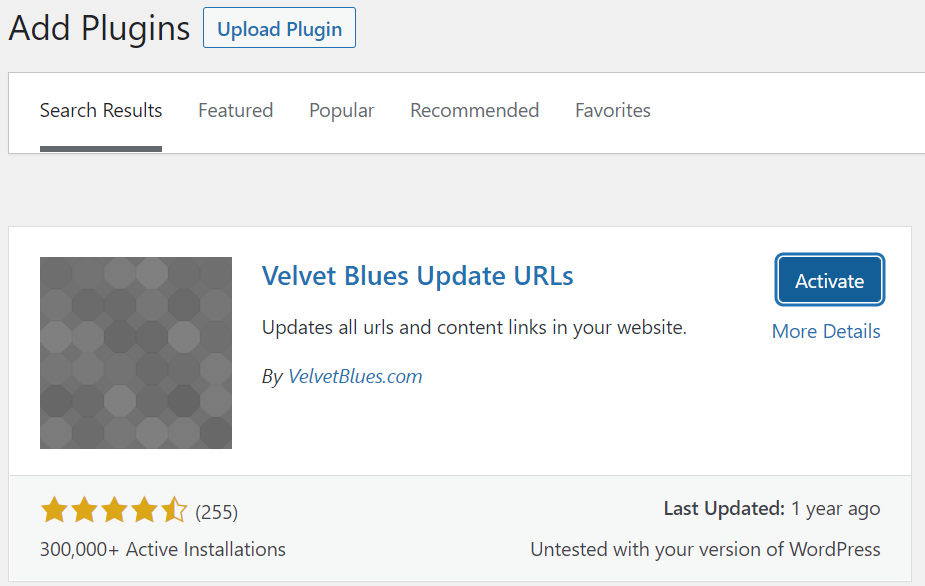 Add Plugins Upload Plugin
Search Results Featured Popular Recommended Favorites
Velvet Blues Update URLs
Activate
Updates all urls and content links in your website.
More Details
By VelvetBlues.com
(255)
Last Updated: 1 year ago
300,000+ Active Installations
Untested with your version of WordPress